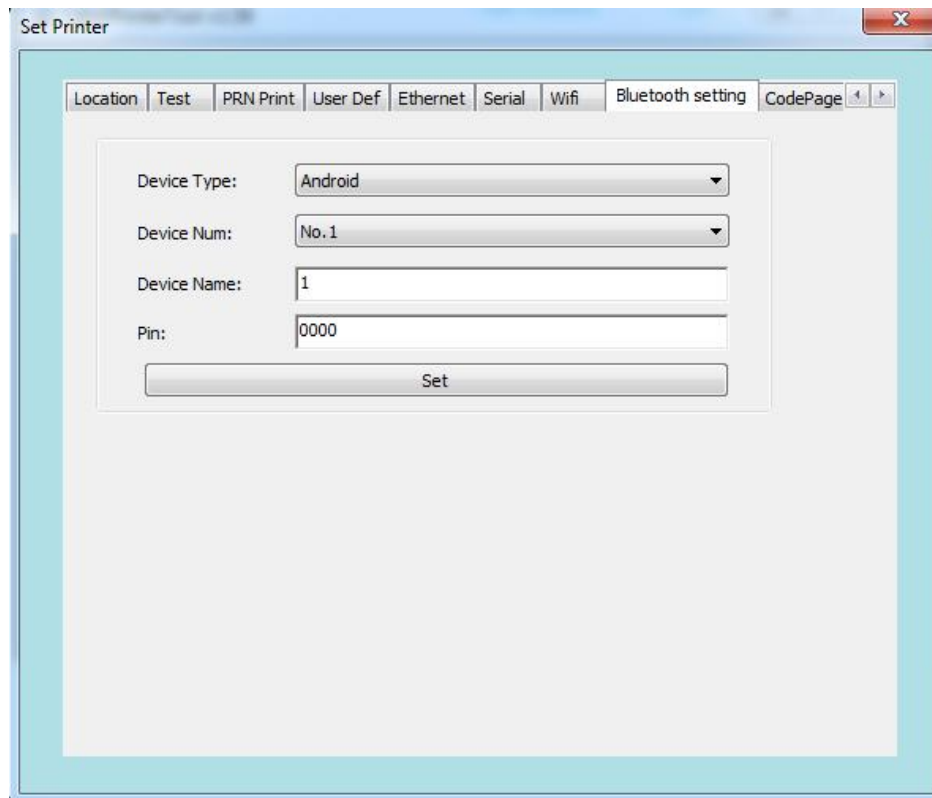 Set Printer
Location Test PRN Print User Def Ethernet Serial Wifi Bluetooth setting CodePage
Device Type: Android
Device Num: No.1
Device Name: 1
Pin: 0000
Set